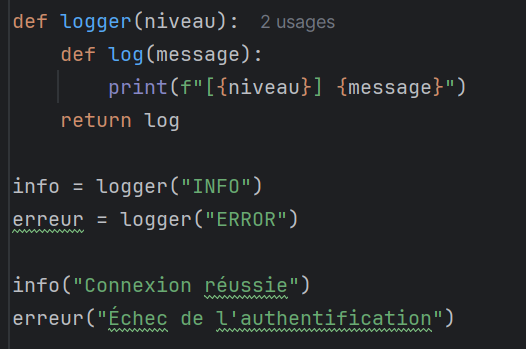 def logger(niveau):  2 usages
    def log(message):
        print(f"[{niveau}] {message}")
    return log

info = logger("INFO")
erreur = logger("ERROR")

info("Connexion réussie")
erreur("Échec de l'authentification")